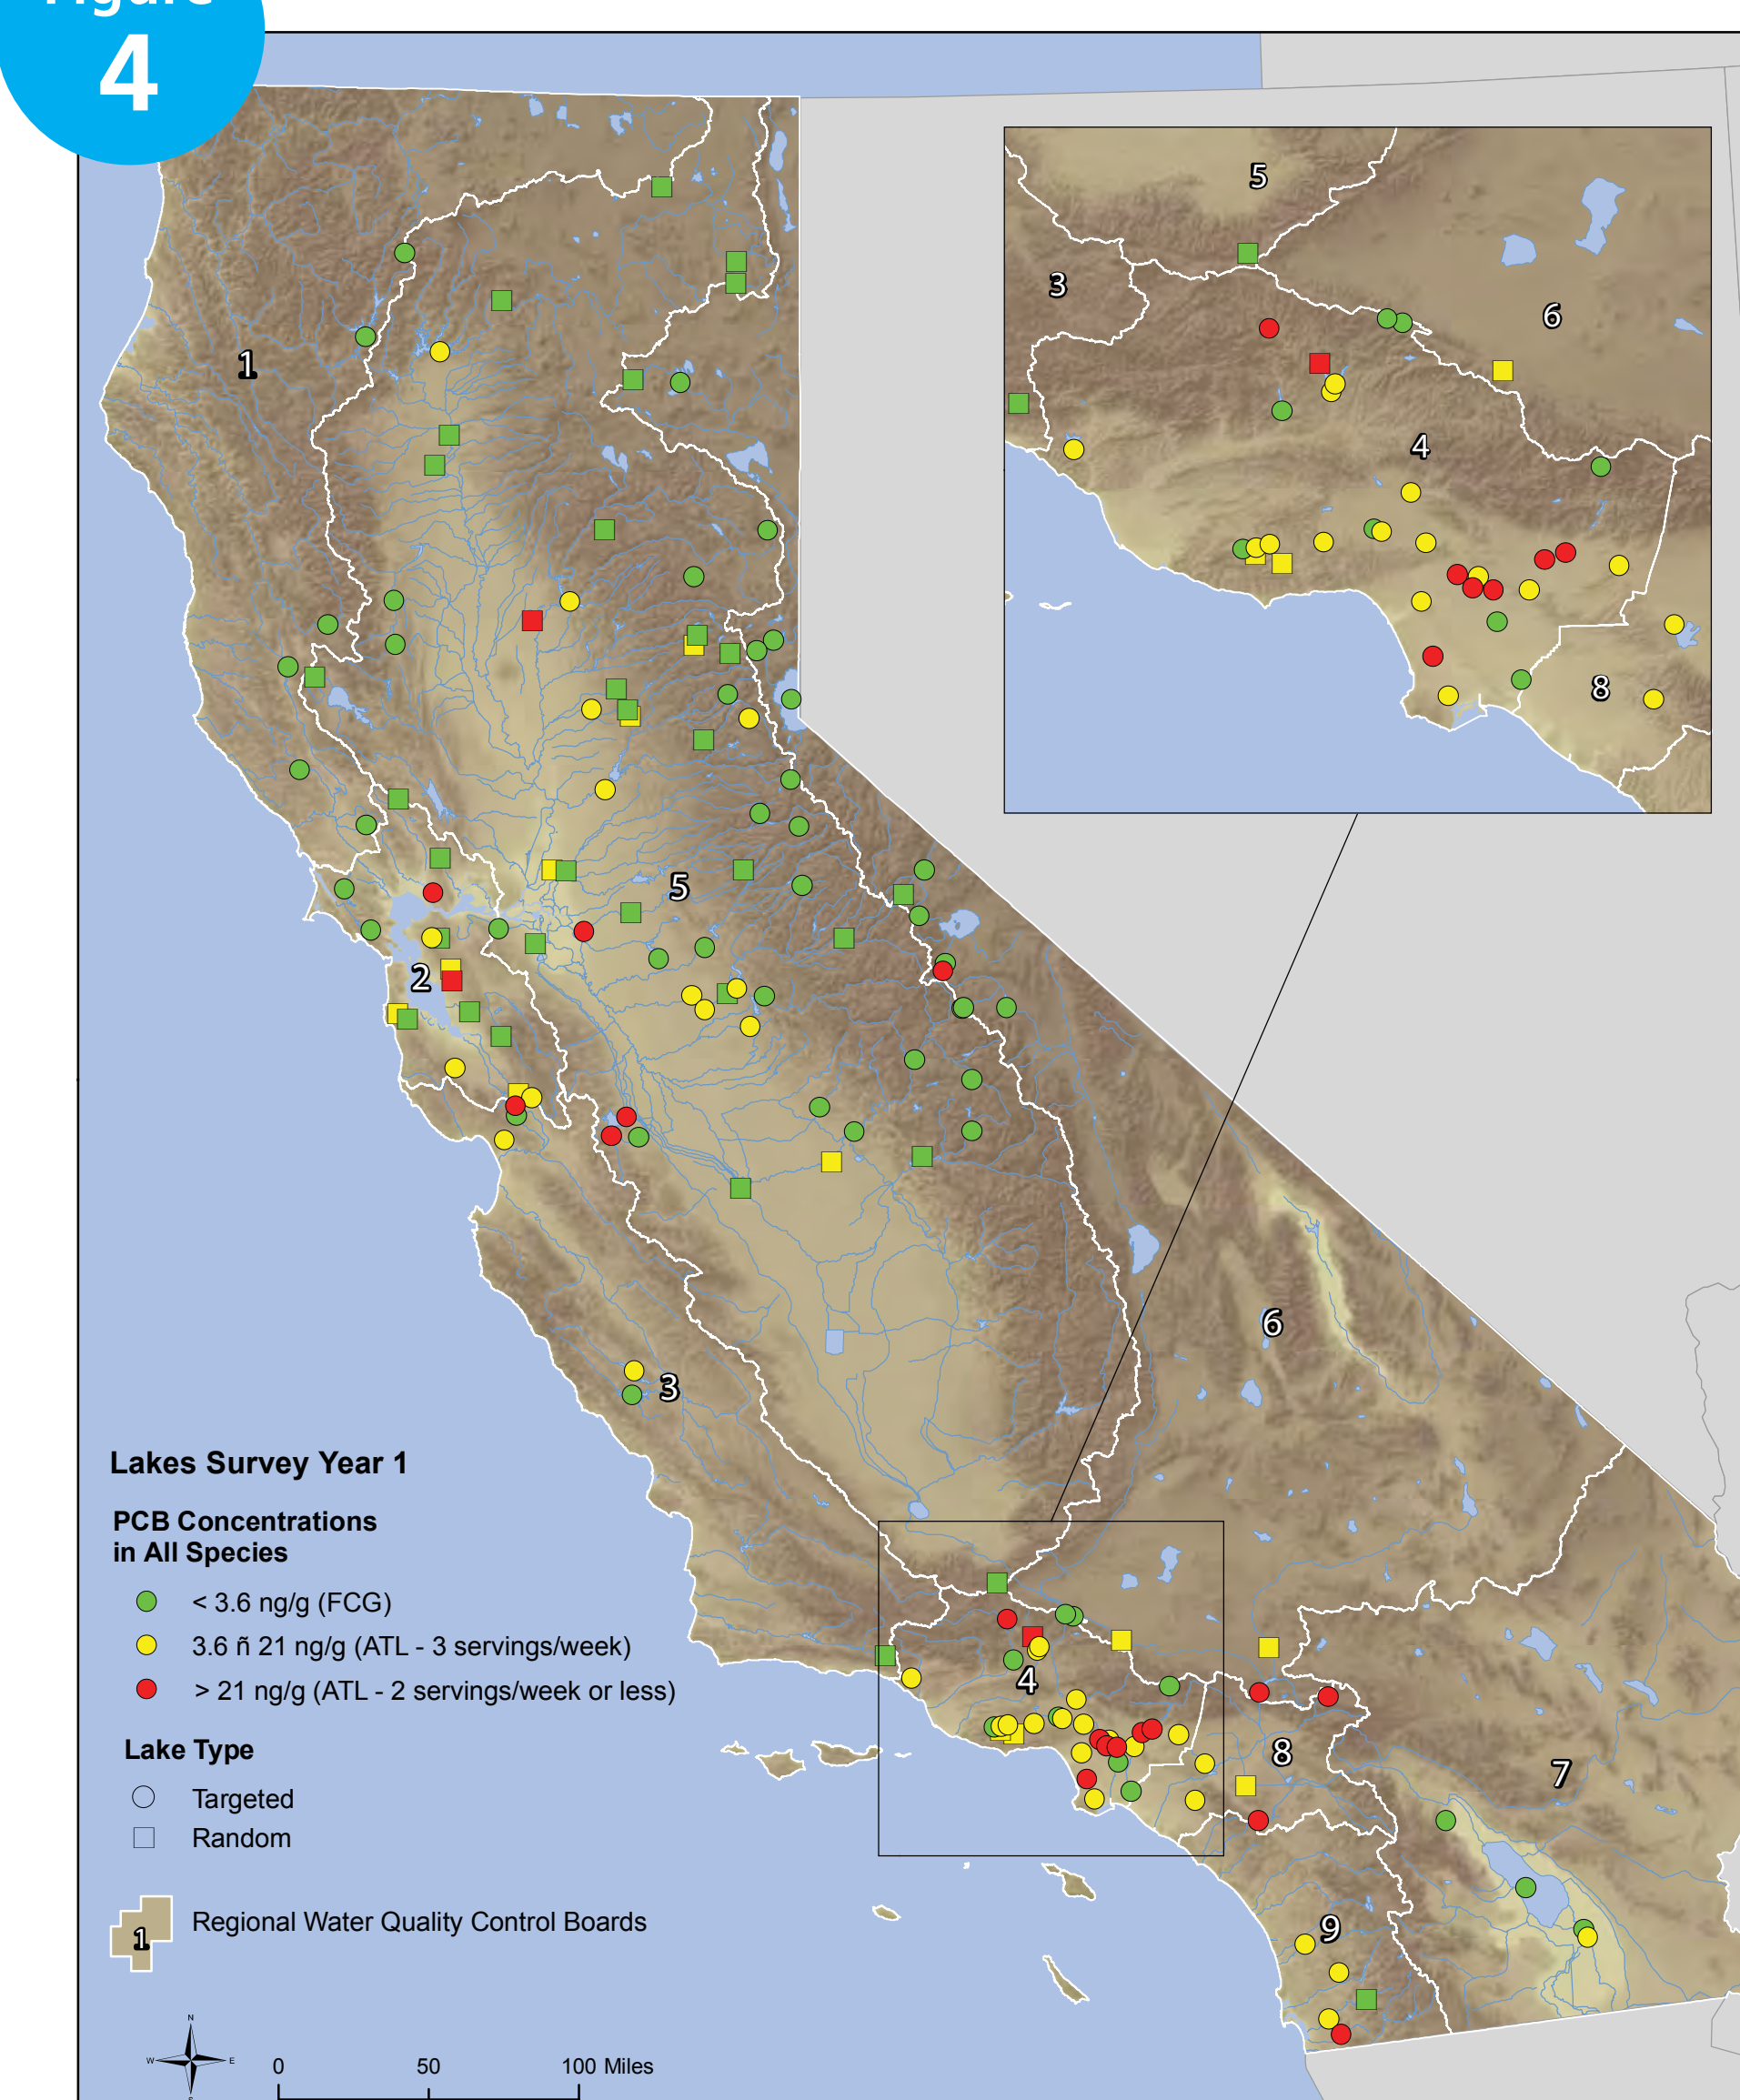 Figure
4
5
3
6
1
4
8
5
2
6
3
Lakes Survey Year 1
PCB Concentrations
in All Species
< 3.6 ng/g (FCG)
3.6 ñ 21 ng/g (ATL - 3 servings/week)
> 21 ng/g (ATL - 2 servings/week or less)
4
Lake Type
8
7
Targeted
Random
Regional Water Quality Control Boards
1
9
N
W E
S
0 50 100 Miles